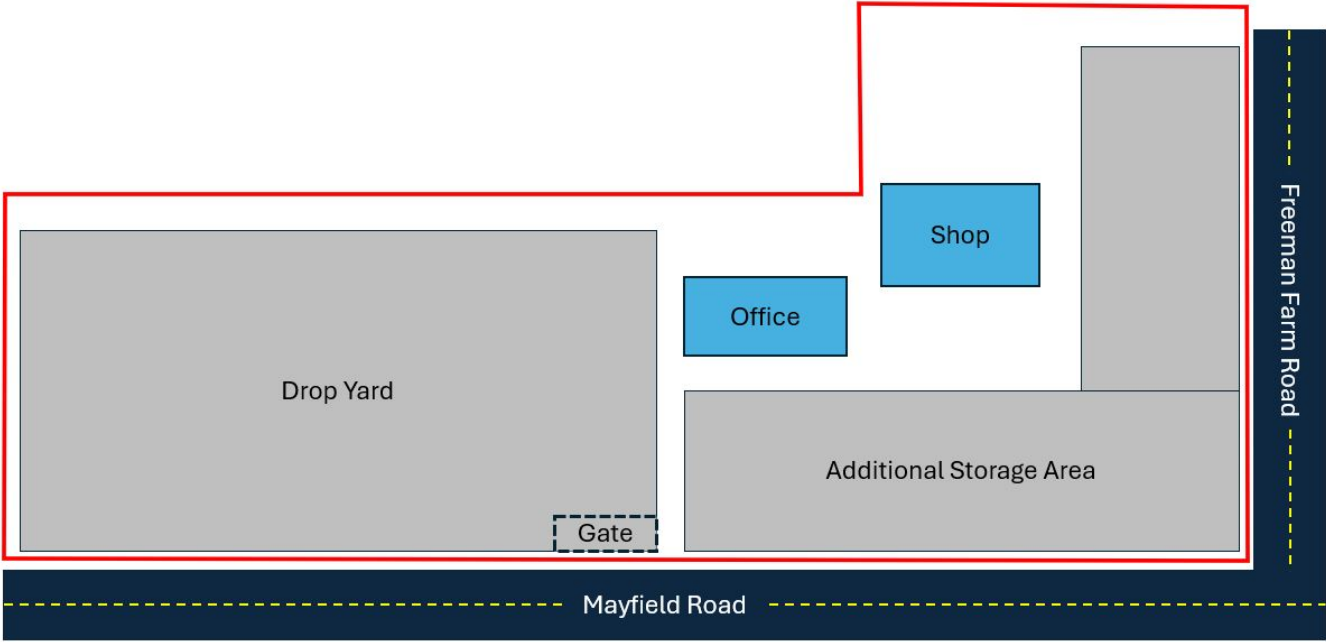 Shop
Office
Drop Yard
Additional Storage Area
Gate
Mayfield Road
Freeman Farm Road